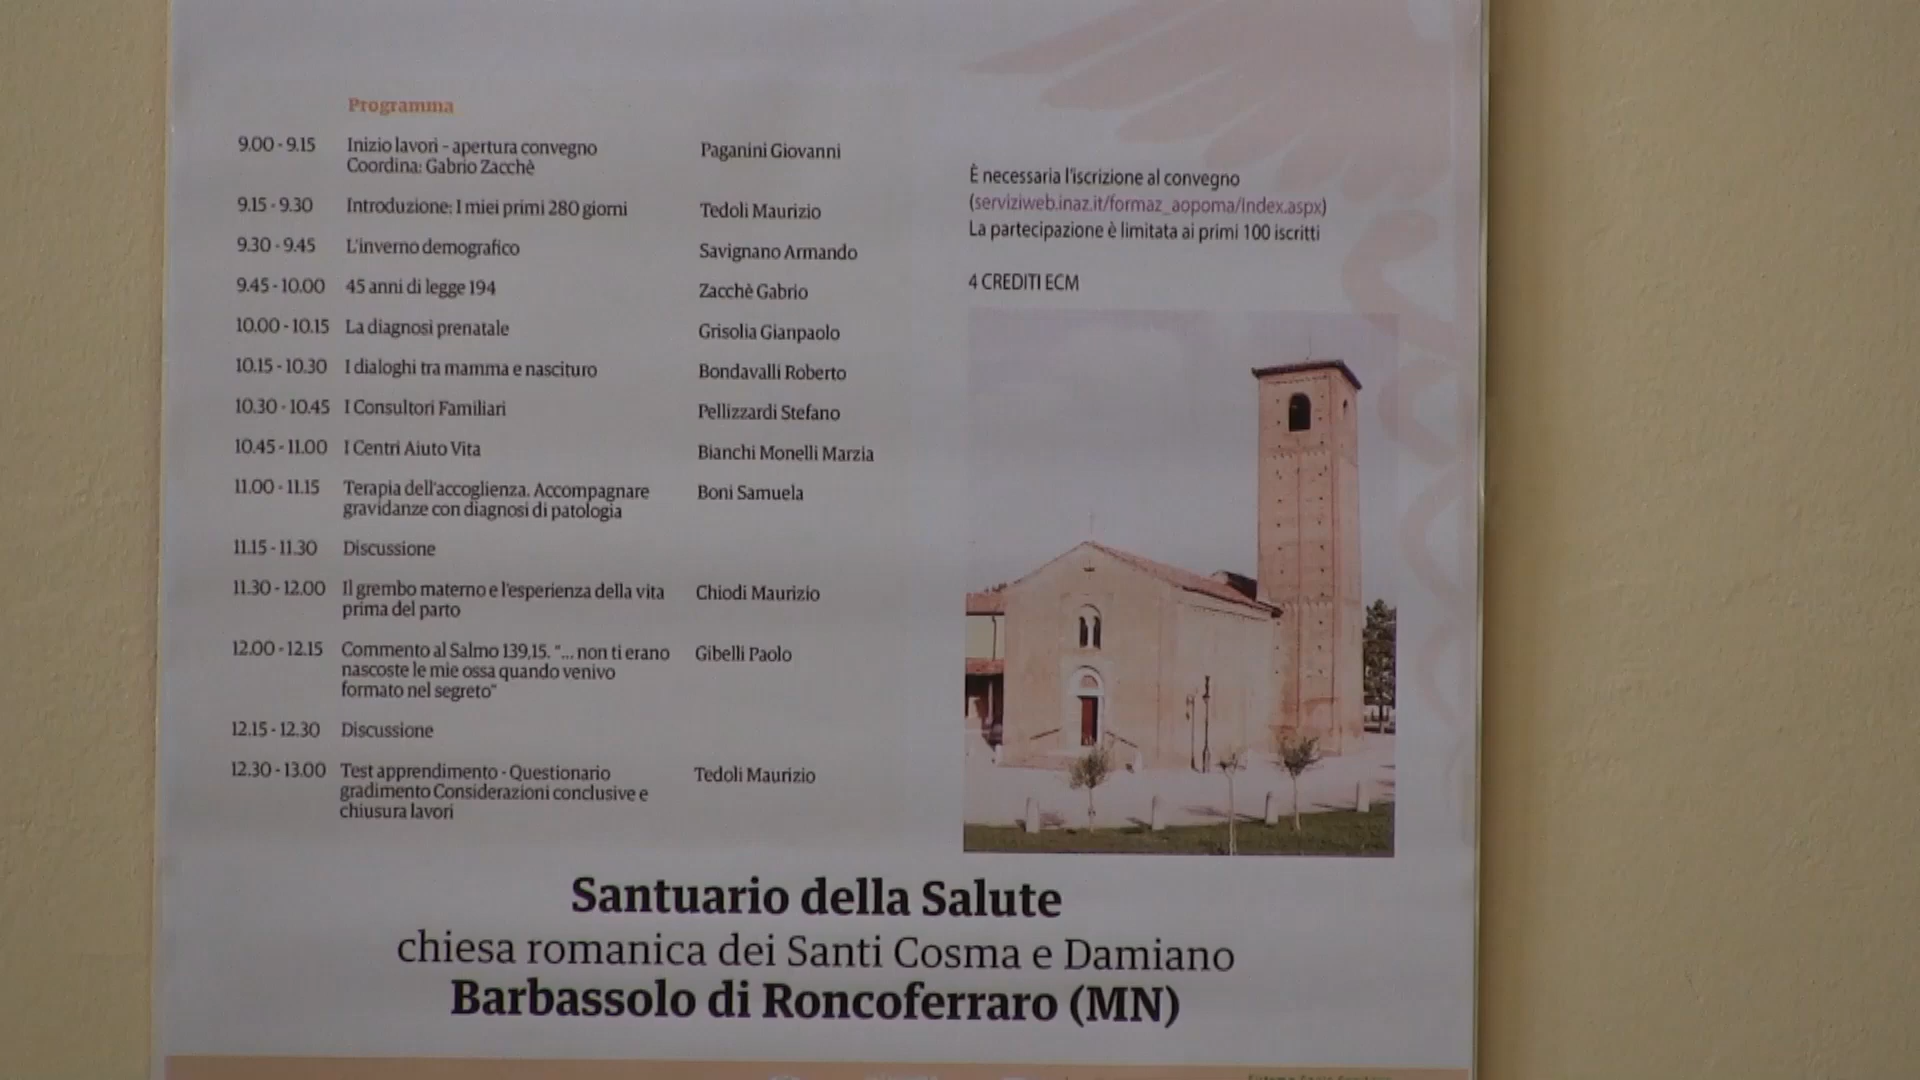 Programma
9.00 - 9.15 Inizio lavori - apertura convegno Paganini Giovanni
Coordina: Gabrio Zacchè
9.15 - 9.30 Introduzione: I miei primi 280 giorni Tedoli Maurizio
9.30 - 9.45 L'inverno demografico Savignano Armando
9.45 - 10.00 45 anni di legge 194 Zacchè Gabrio
10.00 - 10.15 La diagnosi prenatale Grisolia Gianpaolo
10.15 - 10.30 I dialoghi tra mamma e nascituro Bondavalli Roberto
10.30 - 10.45 I Consultori Familiari Pellizzardi Stefano
10.45 - 11.00 I Centri Aiuto Vita Bianchi Monelli Marzia
11.00 - 11.15 Terapia dell'accoglienza. Accompagnare Boni Samuela
gravidanze con diagnosi di patologia
11.15 - 11.30 Discussione
11.30 - 12.00 Il grembo materno e l'esperienza della vita Chiodi Maurizio
prima del parto
12.00 - 12.15 Commento al Salmo 139,15. "... non ti erano Gibelli Paolo
nascoste le mie ossa quando venivo
formato nel segreto"
12.15 - 12.30 Discussione
12.30 - 13.00 Test apprendimento - Questionario Tedoli Maurizio
gradimento Considerazioni conclusive e
chiusura lavori
È necessaria l'iscrizione al convegno
(serviziweb.inaz.it/formaz_aopoma/index.aspx)
La partecipazione è limitata ai primi 100 iscritti
4 CREDITI ECM
Santuario della Salute
chiesa romanica dei Santi Cosma e Damiano
Barbassolo di Roncoferraro (MN)